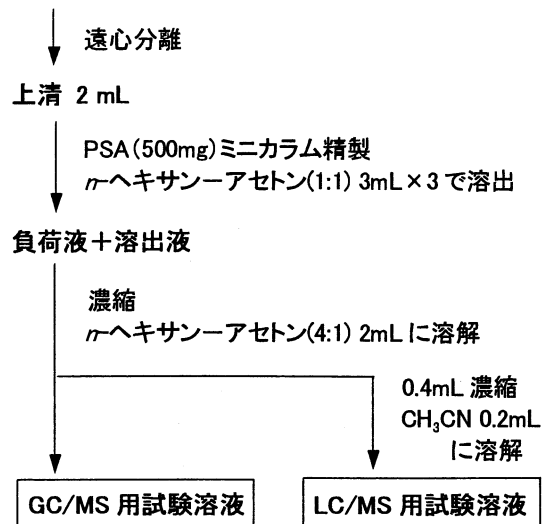 遠心分離
上清 2 mL
PSA(500mg)ミニカラム精製
n-ヘキサン-アセトン(1:1) 3mL×3 で溶出
負荷液+溶出液
濃縮
n-ヘキサン-アセトン(4:1) 2mLに溶解
0.4mL 濃縮
CH₃CN 0.2mL
に溶解
GC/MS 用試験溶液
LC/MS 用試験溶液